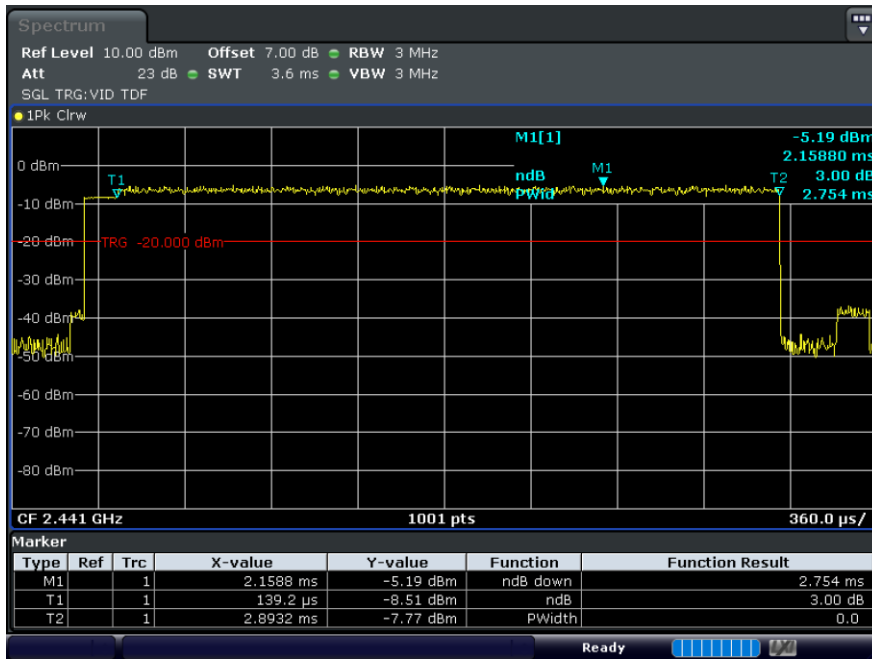 Spectrum
Ref Level 10.00 dBm Offset 7.00 dB RBW 3 MHz
Att 23 dB SWT 3.6 ms VBW 3 MHz
SGL TRG:VID TDF
1Pk Clrw
M1[1] -5.19 dBm
2.15880 ms
ndB 3.00 dB
PWid 2.754 ms
M1
T1
T2
0 dBm
-10 dBm
-20 dBm
TRG -20.000 dBm
-30 dBm
-40 dBm
-50 dBm
-60 dBm
-70 dBm
-80 dBm
CF 2.441 GHz 1001 pts 360.0 µs/
Marker
Type Ref Trc X-value Y-value Function Function Result
M1 1 2.1588 ms -5.19 dBm ndB down 2.754 ms
T1 1 139.2 µs -8.51 dBm ndB 3.00 dB
T2 1 2.8932 ms -7.77 dBm PWidth 0.0
Ready